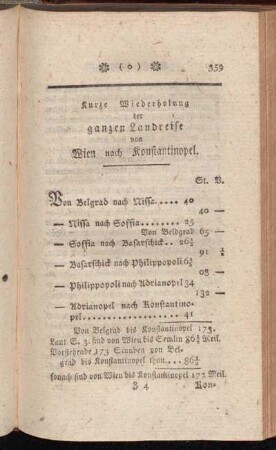 ❊ ( o ) ❊ 359
Kurze Wiederholung
der
ganzen Landreise
von
Wien nach Konstantinopel.
St. V.
Von Belgrad nach Nissa..... 40
40 —
— Nissa nach Soffia........ 25
Von Beldgrad 65 —
— Soffia nach Basarschick.. 26½
91 ½
— Basarschick nach Philippopoli 6½
98 —
— Philippopoli nach Adrianopel 34
132 —
— Adrianopel nach Konstantino-
pel................... 41
Von Belgrad bis Konstantinopel 173.
Laut S. 3. sind von Wien bis Semlin 86½ Meil.
Vorstehende 173 Stunden von Bel-
grad bis Konstantinopel thun... 86½
sonach sind von Wien bis Konstantinopel 173 Meil.
Z 4 Kon-